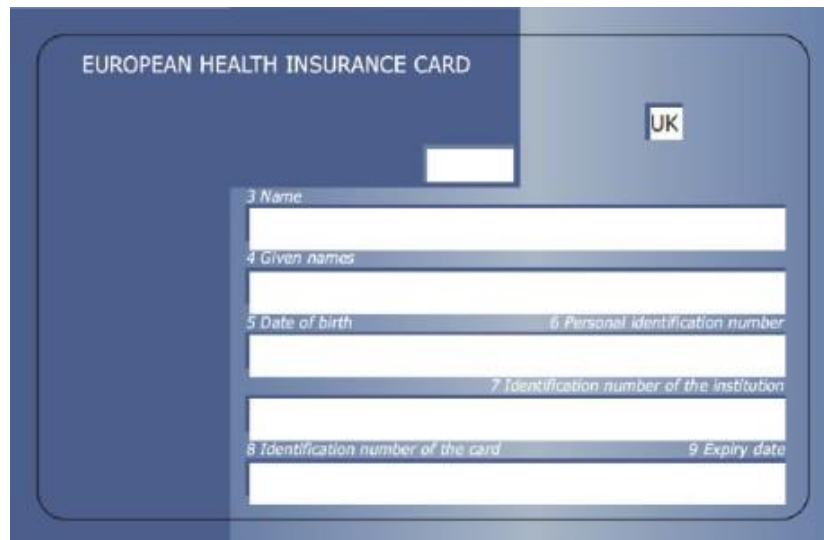 EUROPEAN HEALTH INSURANCE CARD
UK
3 Name
4 Given names
5 Date of birth 6 Personal identification number
7 Identification number of the institution
8 Identification number of the card 9 Expiry date